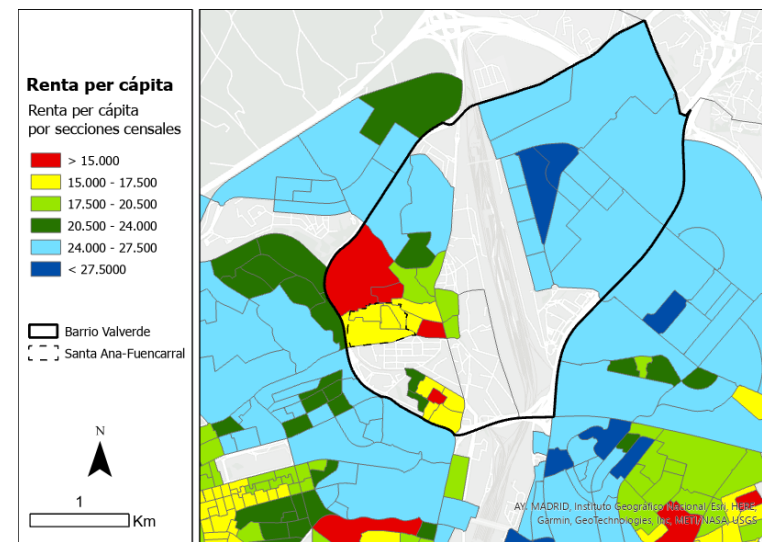 Renta per cápita
Renta per cápita
por secciones censales
> 15.000
15.000 - 17.500
17.500 - 20.500
20.500 - 24.000
24.000 - 27.500
< 27.5000
Barrio Valverde
Santa Ana-Fuencarral
N
1
Km
AY. MADRID, Instituto Geográfico Nacional, Esri, HERE,
Garmin, GeoTechnologies, Inc, METI/NASA, USGS